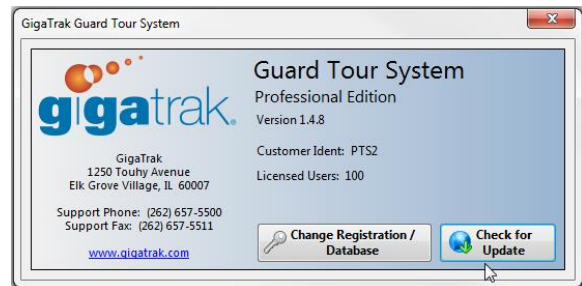 GigaTrak Guard Tour System
gigatrak.
Guard Tour System
Professional Edition
Version 1.4.8
Customer Ident: PTS2
Licensed Users: 100
GigaTrak
1250 Touhy Avenue
Elk Grove Village, IL 60007
Support Phone: (262) 657-5500
Support Fax: (262) 657-5511
www.gigatrak.com
Change Registration /
Database
Check for
Update